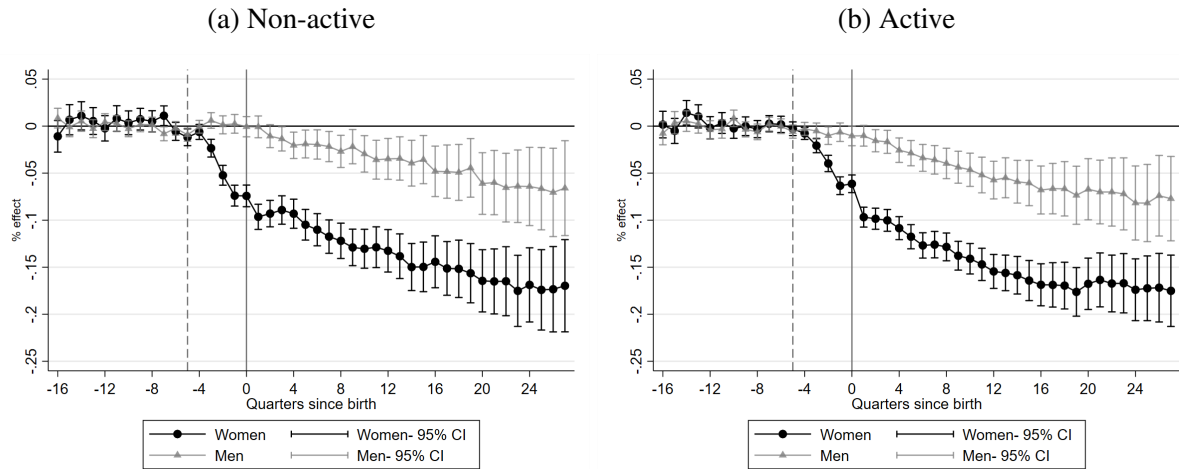 (a) Non-active
% effect
.05
0
-.05
-.1
-.15
-.2
-.25
-16 -12 -8 -4 0 4 8 12 16 20 24
Quarters since birth
Women Women- 95% CI
Men Men- 95% CI
(b) Active
% effect
.05
0
-.05
-.1
-.15
-.2
-.25
-16 -12 -8 -4 0 4 8 12 16 20 24
Quarters since birth
Women Women- 95% CI
Men Men- 95% CI